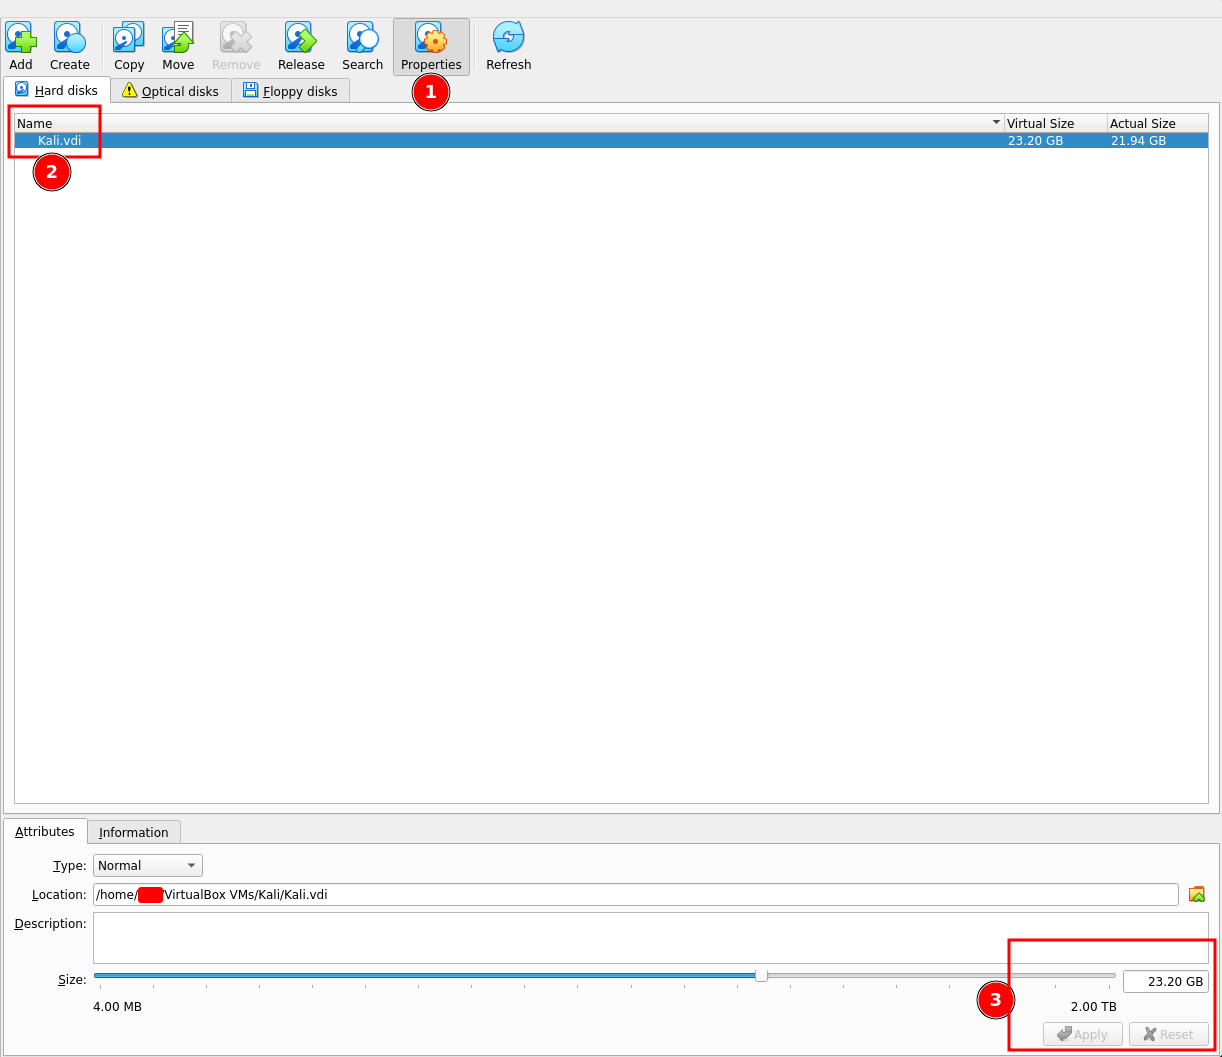 Add Create Copy Move Remove Release Search Properties Refresh
1
Hard disks Optical disks Floppy disks
Name Virtual Size Actual Size
Kali.vdi 23.20 GB 21.94 GB
2
Attributes Information
Type: Normal
Location: /home/ /VirtualBox VMs/Kali/Kali.vdi
Description:
Size: 23.20 GB
3
4.00 MB 2.00 TB
Apply Reset